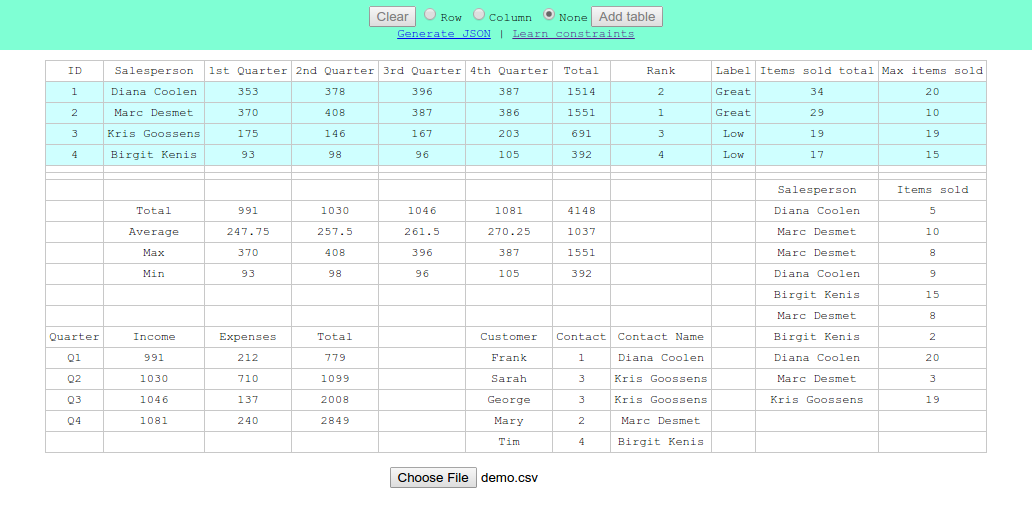 Clear Row Column None Add table
Generate JSON | Learn constraints
ID Salesperson 1st Quarter 2nd Quarter 3rd Quarter 4th Quarter Total Rank Label Items sold total Max items sold
1 Diana Coolen 353 378 396 387 1514 2 Great 34 20
2 Marc Desmet 370 408 387 386 1551 1 Great 29 10
3 Kris Goossens 175 146 167 203 691 3 Low 19 19
4 Birgit Kenis 93 98 96 105 392 4 Low 17 15
Salesperson Items sold
Total 991 1030 1046 1081 4148 Diana Coolen 5
Average 247.75 257.5 261.5 270.25 1037 Marc Desmet 10
Max 370 408 396 387 1551 Marc Desmet 8
Min 93 98 96 105 392 Diana Coolen 9
Birgit Kenis 15
Marc Desmet 8
Quarter Income Expenses Total Customer Contact Contact Name Birgit Kenis 2
Q1 991 212 779 Frank 1 Diana Coolen Diana Coolen 20
Q2 1030 710 1099 Sarah 3 Kris Goossens Marc Desmet 3
Q3 1046 137 2008 George 3 Kris Goossens Kris Goossens 19
Q4 1081 240 2849 Mary 2 Marc Desmet
Tim 4 Birgit Kenis
Choose File demo.csv